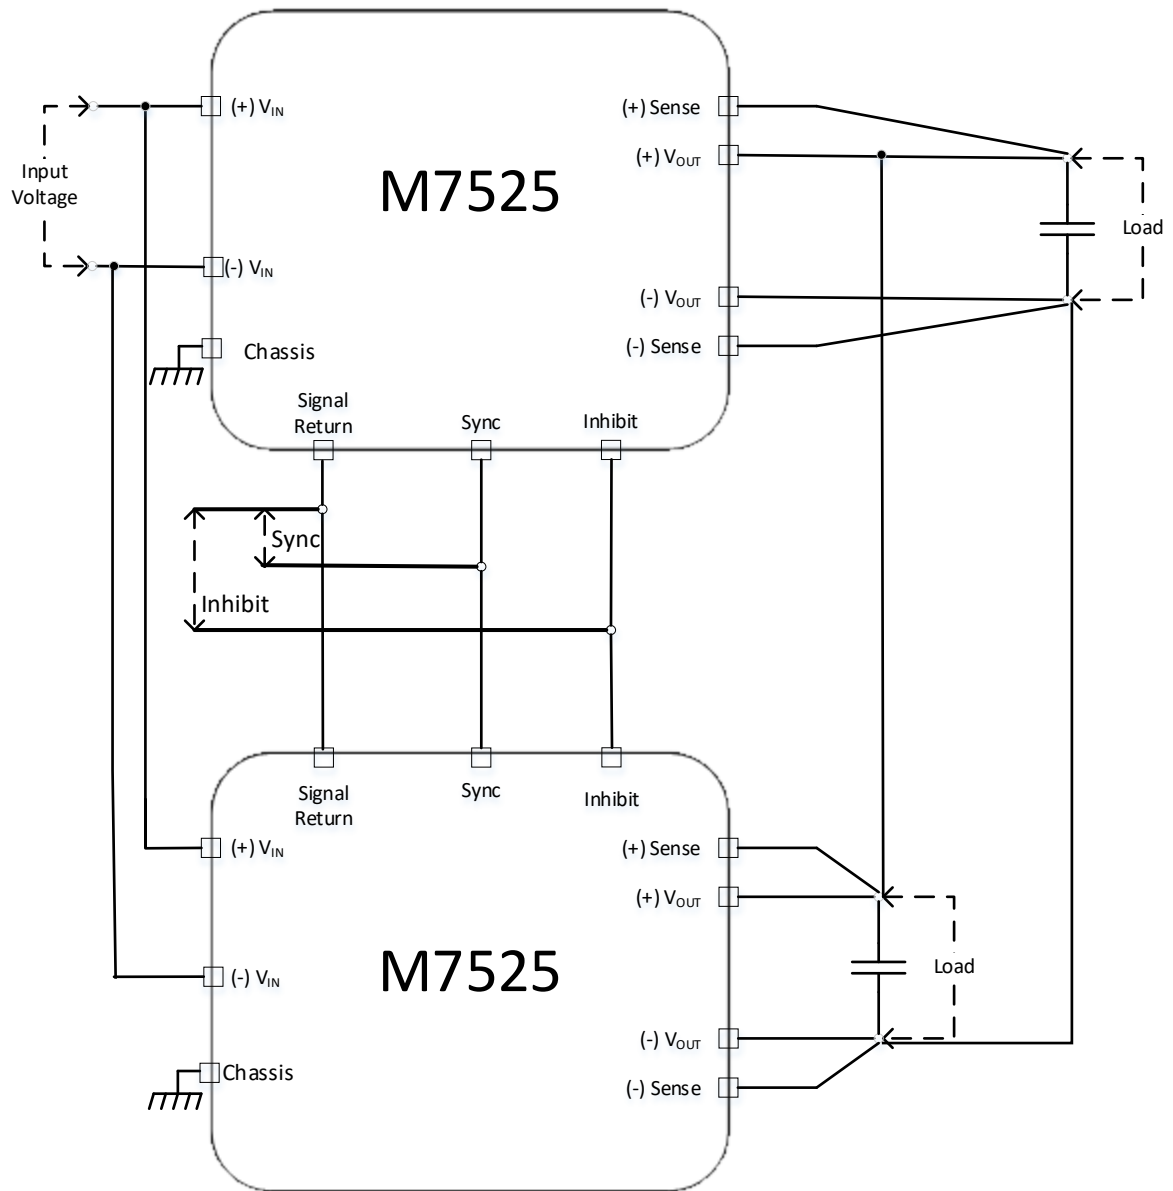 (+) Sense
(+) VIN
Input
Voltage
(+) VOUT
M7525
Load
(-) VIN
(-) VOUT
(-) Sense
Chassis
Signal
Return
Sync
Inhibit
Sync
Inhibit
Signal
Return
Sync
Inhibit
(+) VIN
(+) Sense
(+) VOUT
M7525
Load
(-) VIN
(-) VOUT
Chassis
(-) Sense